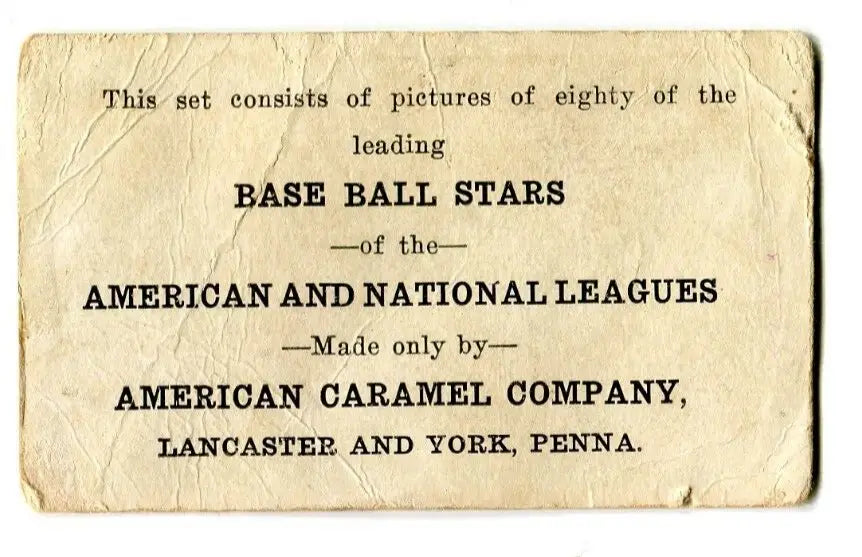 This set consists of pictures of eighty of the
leading
BASE BALL STARS
—of the—
AMERICAN AND NATIONAL LEAGUES
—Made only by—
AMERICAN CARAMEL COMPANY,
LANCASTER AND YORK, PENNA.